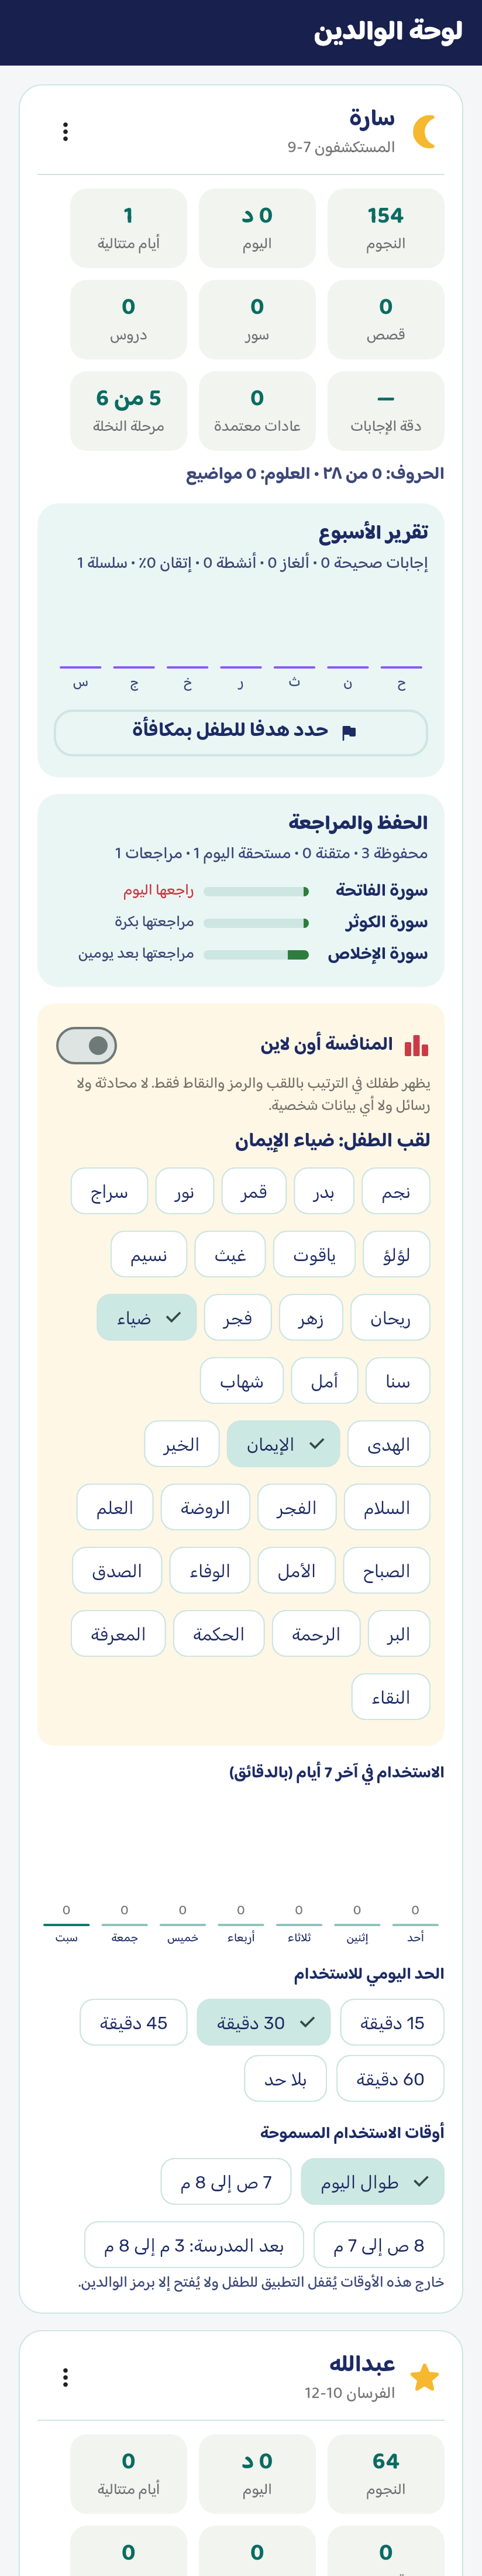 لوحة الوالدين
سارة
المستكشفون 7-9
154 0 د 1
النجوم اليوم أيام متتالية
0 0 0
قصص سور دروس
— 0 5 من 6
دقة الإجابات عادات معتمدة مرحلة النخلة
الحروف: 0 من ٢٨ • العلوم: 0 مواضيع
تقرير الأسبوع
إجابات صحيحة 0 • ألغاز 0 • أنشطة 0 • إتقان 0٪ • سلسلة 1
ح ن ث ر خ ج س
حدد هدفا للطفل بمكافأة
الحفظ والمراجعة
محفوظة 3 • متقنة 0 • مستحقة اليوم 1 • مراجعات 1
سورة الفاتحة راجعها اليوم
سورة الكوثر مراجعتها بكرة
سورة الإخلاص مراجعتها بعد يومين
المنافسة أون لاين
يظهر طفلك في الترتيب باللقب والرمز والنقاط فقط. لا محادثة ولا
رسائل ولا أي بيانات شخصية.
لقب الطفل: ضياء الإيمان
نجم بدر قمر نور سراج
لؤلؤ ياقوت غيث نسيم
ريحان زهر فجر ضياء
سنا أمل شهاب
الهدى الإيمان الخير
السلام الفجر الروضة العلم
الصباح الأمل الوفاء الصدق
البر الرحمة الحكمة المعرفة
النقاء
الاستخدام في آخر 7 أيام (بالدقائق)
0 0 0 0 0 0 0
أحد إثنين ثلاثاء أربعاء خميس جمعة سبت
الحد اليومي للاستخدام
15 دقيقة 30 دقيقة 45 دقيقة
60 دقيقة بلا حد
أوقات الاستخدام المسموحة
طوال اليوم 7 ص إلى 8 م
8 ص إلى 7 م بعد المدرسة: 3 م إلى 8 م
خارج هذه الأوقات يُقفل التطبيق للطفل ولا يُفتح إلا برمز الوالدين.
عبدالله
الفرسان 10-12
64 0 د 0
النجوم اليوم أيام متتالية
0 0 0